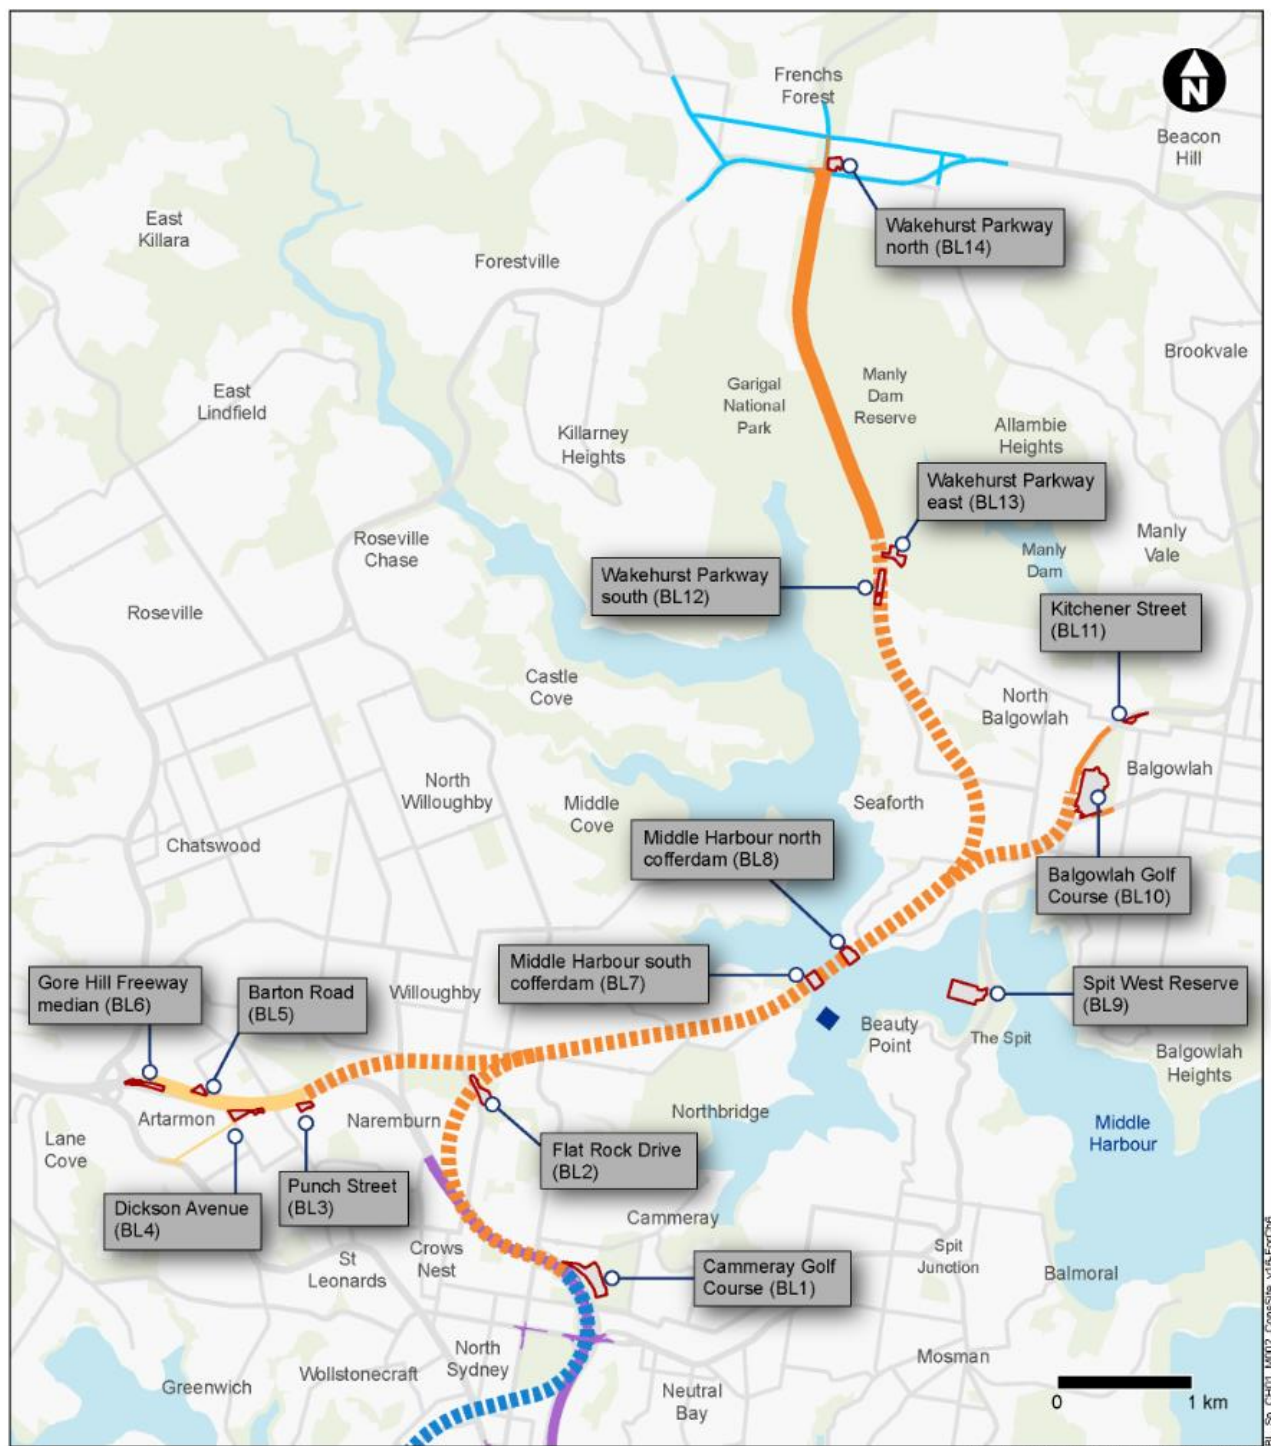 Frenchs
Forest
N
Beacon
Hill
East
Killara
Wakehurst Parkway
north (BL14)
Forestville
Brookvale
East
Lindfield
Garigal
National
Park
Manly
Dam
Reserve
Killarney
Heights
Allambie
Heights
Wakehurst Parkway
east (BL13)
Roseville
Chase
Manly
Vale
Manly
Dam
Wakehurst Parkway
south (BL12)
Kitchener Street
(BL11)
Roseville
Castle
Cove
North
Balgowlah
Balgowlah
North
Willoughby
Middle
Cove
Seaforth
Chatswood
Middle Harbour north
cofferdam (BL8)
Balgowlah Golf
Course (BL10)
Middle Harbour south
cofferdam (BL7)
Gore Hill Freeway
median (BL6)
Barton Road
(BL5)
Willoughby
Spit West Reserve
(BL9)
Beauty
Point
The Spit
Balgowlah
Heights
Artarmon
Naremburn
Northbridge
Middle
Harbour
Lane
Cove
Flat Rock Drive
(BL2)
Punch Street
(BL3)
Dickson Avenue
(BL4)
Cammeray
St
Leonards
Crows
Nest
Spit
Junction
Balmoral
Cammeray Golf
Course (BL1)
North
Sydney
Mosman
Wollstonecraft
Greenwich
Neutral
Bay
0 1 km